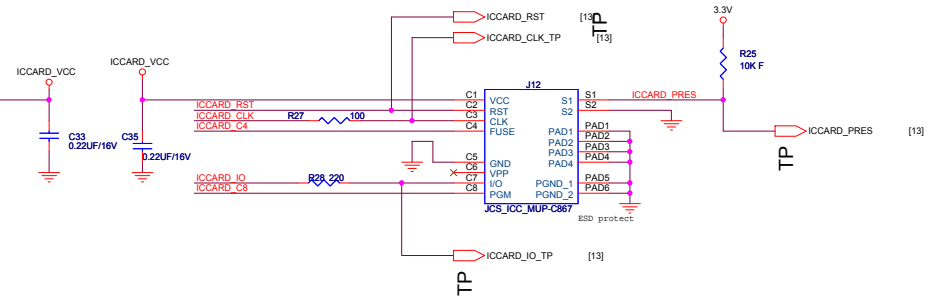 ICCARD_RST [13]
TP
ICCARD_CLK_TP [13]
3.3V
R25
10K F
ICCARD_VCC
ICCARD_VCC
J12
C1 VCC S1 ICCARD_PRES
ICCARD_RST C2 RST S2
ICCARD_CLK R27 100 C3 CLK
ICCARD_C4 C4 FUSE PAD1 PAD1
PAD2 PAD2
PAD3 PAD3
PAD4 PAD4
S1
S2
C33
0.22UF/16V
C35
0.22UF/16V
ICCARD_PRES [13]
TP
C5 GND
C6 VPP
ICCARD_IO R28 220 C7 I/O PGND_1 PAD5
ICCARD_C8 C8 PGM PGND_2 PAD6
JCS_ICC_MUP-C867
ESD protect
ICCARD_IO_TP [13]
TP